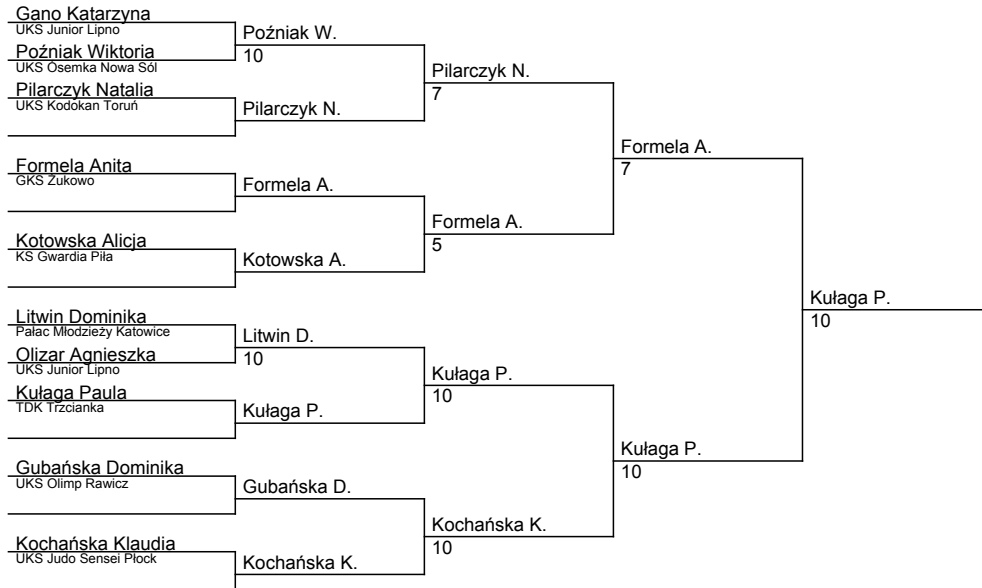 Gano Katarzyna
UKS Junior Lipno
Poźniak W.
10
Poźniak Wiktoria
UKS Ósemka Nowa Sól
Pilarczyk N.
7
Pilarczyk Natalia
UKS Kodokan Toruń
Pilarczyk N.
Formela A.
7
Formela Anita
GKS Żukowo
Formela A.
Formela A.
5
Kotowska Alicja
KS Gwardia Piła
Kotowska A.
Kułaga P.
10
Litwin Dominika
Pałac Młodzieży Katowice
Litwin D.
10
Olizar Agnieszka
UKS Junior Lipno
Kułaga P.
10
Kułaga Paula
TDK Trzcianka
Kułaga P.
Kułaga P.
10
Gubańska Dominika
UKS Olimp Rawicz
Gubańska D.
Kochańska K.
10
Kochańska Klaudia
UKS Judo Sensei Płock
Kochańska K.